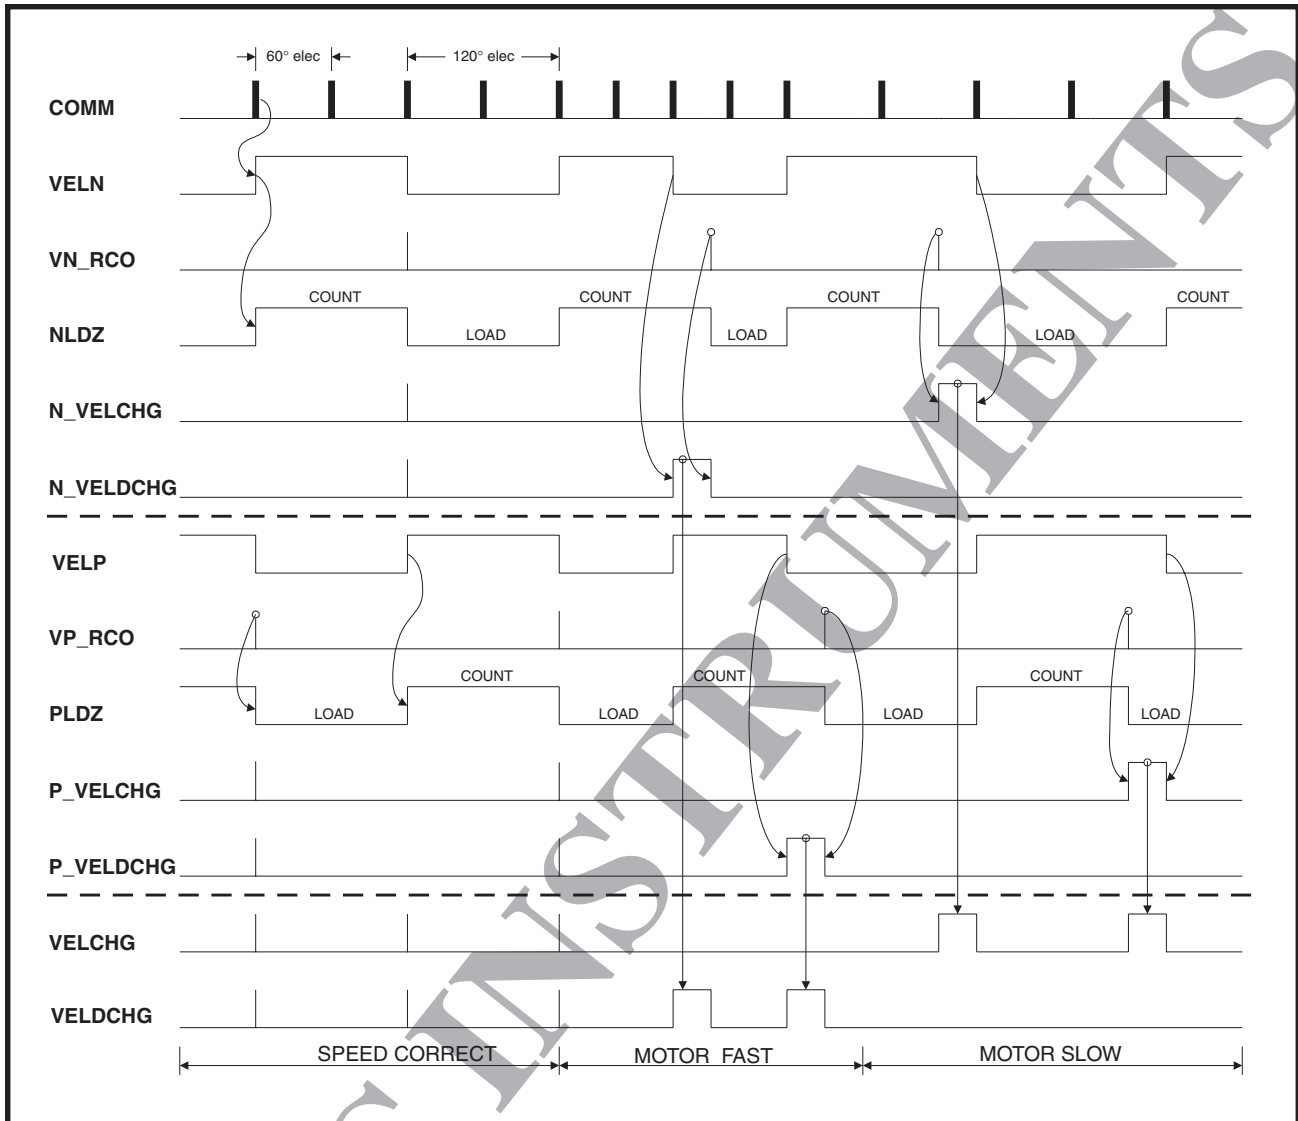 60° elec
120° elec
COMM
VELN
VN_RCO
COUNT
COUNT
COUNT
COUNT
NLDZ
LOAD
LOAD
LOAD
N_VELCHG
N_VELDCHG
VELP
VP_RCO
COUNT
COUNT
COUNT
PLDZ
LOAD
LOAD
LOAD
LOAD
P_VELCHG
P_VELDCHG
VELCHG
VELDCHG
SPEED CORRECT
MOTOR FAST
MOTOR SLOW
INSTRUMENTS